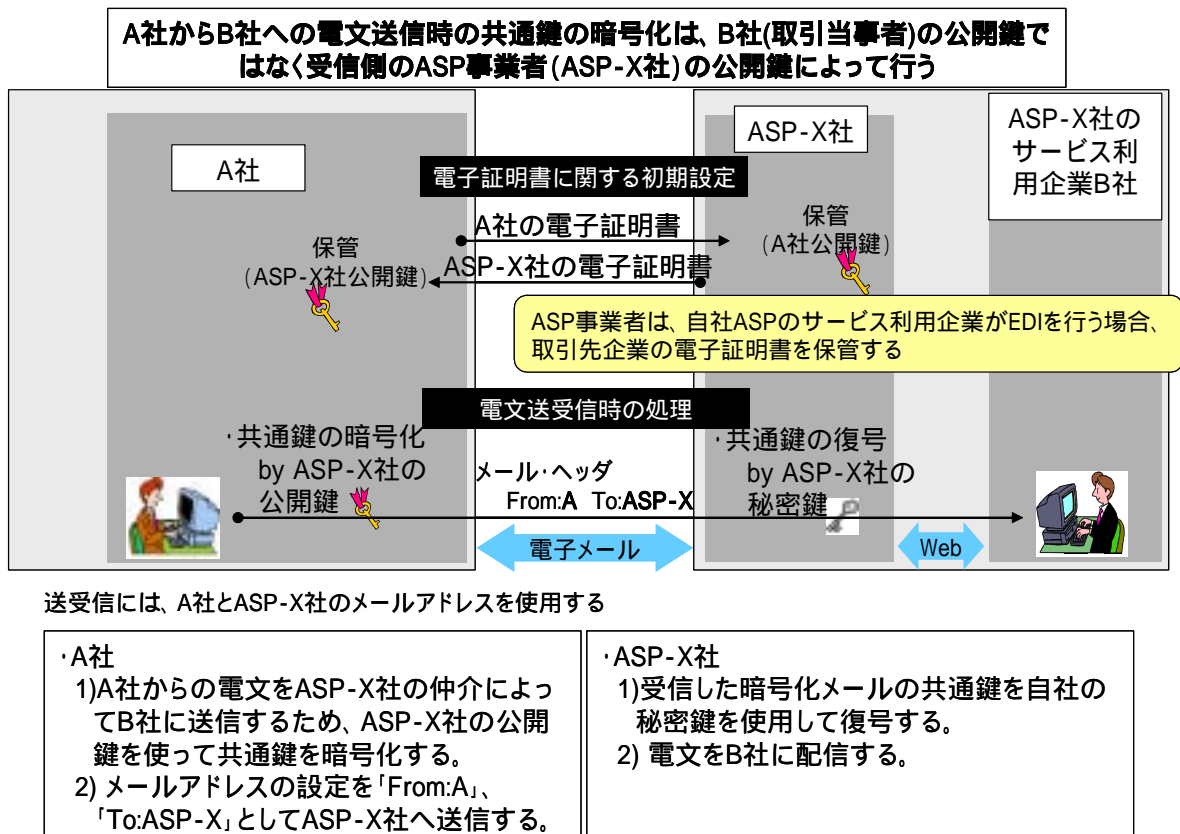 A社からB社への電文送信時の共通鍵の暗号化は、B社(取引当事者)の公開鍵で
はなく受信側のASP事業者(ASP-X社)の公開鍵によって行う
A社
ASP-X社
ASP-X社の
サービス利
用企業B社
電子証明書に関する初期設定
A社の電子証明書
保管
(ASP-X社公開鍵)
保管
(A社公開鍵)
ASP-X社の電子証明書
ASP事業者は、自社ASPのサービス利用企業がEDIを行う場合、
取引先企業の電子証明書を保管する
電文送受信時の処理
・共通鍵の暗号化
by ASP-X社の
公開鍵
メール・ヘッダ
From:A To:ASP-X
・共通鍵の復号
by ASP-X社の
秘密鍵
電子メール
Web
送受信には、A社とASP-X社のメールアドレスを使用する
・A社
1)A社からの電文をASP-X社の仲介によっ
てB社に送信するため、ASP-X社の公開
鍵を使って共通鍵を暗号化する。
2) メールアドレスの設定を「From:A」、
「To:ASP-X」としてASP-X社へ送信する。
・ASP-X社
1)受信した暗号化メールの共通鍵を自社の
秘密鍵を使用して復号する。
2) 電文をB社に配信する。